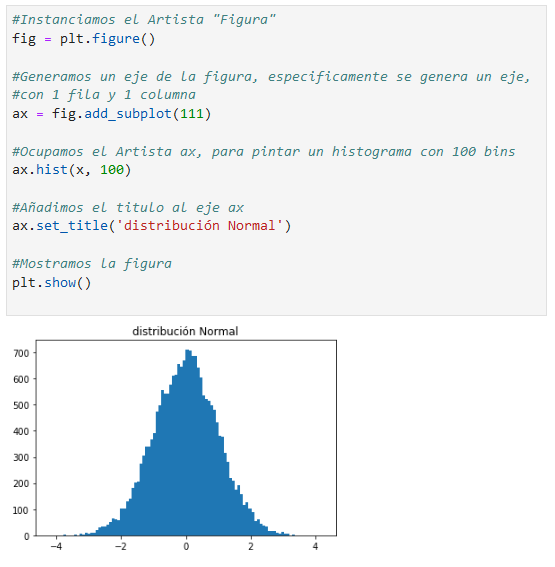 #Instanciamos el Artista "Figura"
fig = plt.figure()
#Generamos un eje de la figura, especificamente se genera un eje,
#con 1 fila y 1 columna
ax = fig.add_subplot(111)
#Ocupamos el Artista ax, para pintar un histograma con 100 bins
ax.hist(x, 100)
#Añadimos el titulo al eje ax
ax.set_title('distribución Normal')
#Mostramos la figura
plt.show()
distribución Normal
700
600
500
400
300
200
100
0
−4 −2 0 2 4